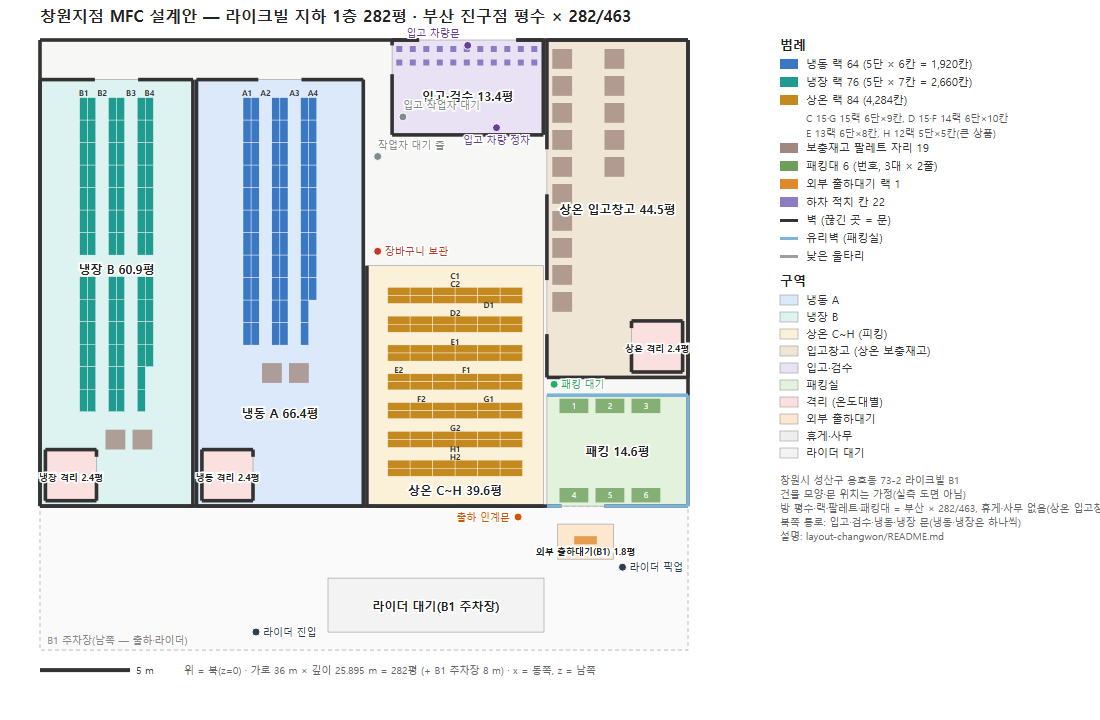 창원지점 MFC 설계안 — 라이크빌 지하 1층 282평 · 부산 진구점 평수 × 282/463
입고 차량문
입고·검수 13.4평
입고 작업자 대기
입고 차량 정차
작업자 대기 줄
B1 B2 B3 B4
A1 A2 A3 A4
상온 입고창고 44.5평
장바구니 보관
냉장 B 60.9평
C1
C2
D1
D2
E1
E2 F1
F2 G1
G2
H1
H2
상온 격리 2.4평
패킹 대기
1 2 3
냉동 A 66.4평
패킹 14.6평
냉장 격리 2.4평
냉동 격리 2.4평
상온 C~H 39.6평
4 5 6
출하 인계문
외부 출하대기(B1) 1.8평
라이더 픽업
라이더 대기(B1 주차장)
라이더 진입
B1 주차장(남쪽 — 출하·라이더)
5 m
위 = 북(z=0) · 가로 36 m × 깊이 25.895 m = 282평 (+ B1 주차장 8 m) · x = 동쪽, z = 남쪽
범례
냉동 랙 64 (5단 × 6칸 = 1,920칸)
냉장 랙 76 (5단 × 7칸 = 2,660칸)
상온 랙 84 (4,284칸)
C 15·G 15랙 6단×9칸, D 15·F 14랙 6단×10칸
E 13랙 6단×8칸, H 12랙 5단×5칸(큰 상품)
보충재고 팔레트 자리 19
패킹대 6 (번호, 3대 × 2줄)
외부 출하대기 랙 1
하차 적치 칸 22
벽 (끊긴 곳 = 문)
유리벽 (패킹실)
낮은 울타리
구역
냉동 A
냉장 B
상온 C~H (피킹)
입고창고 (상온 보충재고)
입고·검수
패킹실
격리 (온도대별)
외부 출하대기
휴게·사무
라이더 대기
창원시 성산구 용호동 73-2 라이크빌 B1
건물 모양·문 위치는 가정(실측 도면 아님)
방 평수·랙·팔레트·패킹대 = 부산 × 282/463, 휴게·사무 없음(상온 입고창
북쪽 통로: 입고·검수·냉동·냉장 문(냉동·냉장은 하나씩)
설명: layout-changwon/README.md